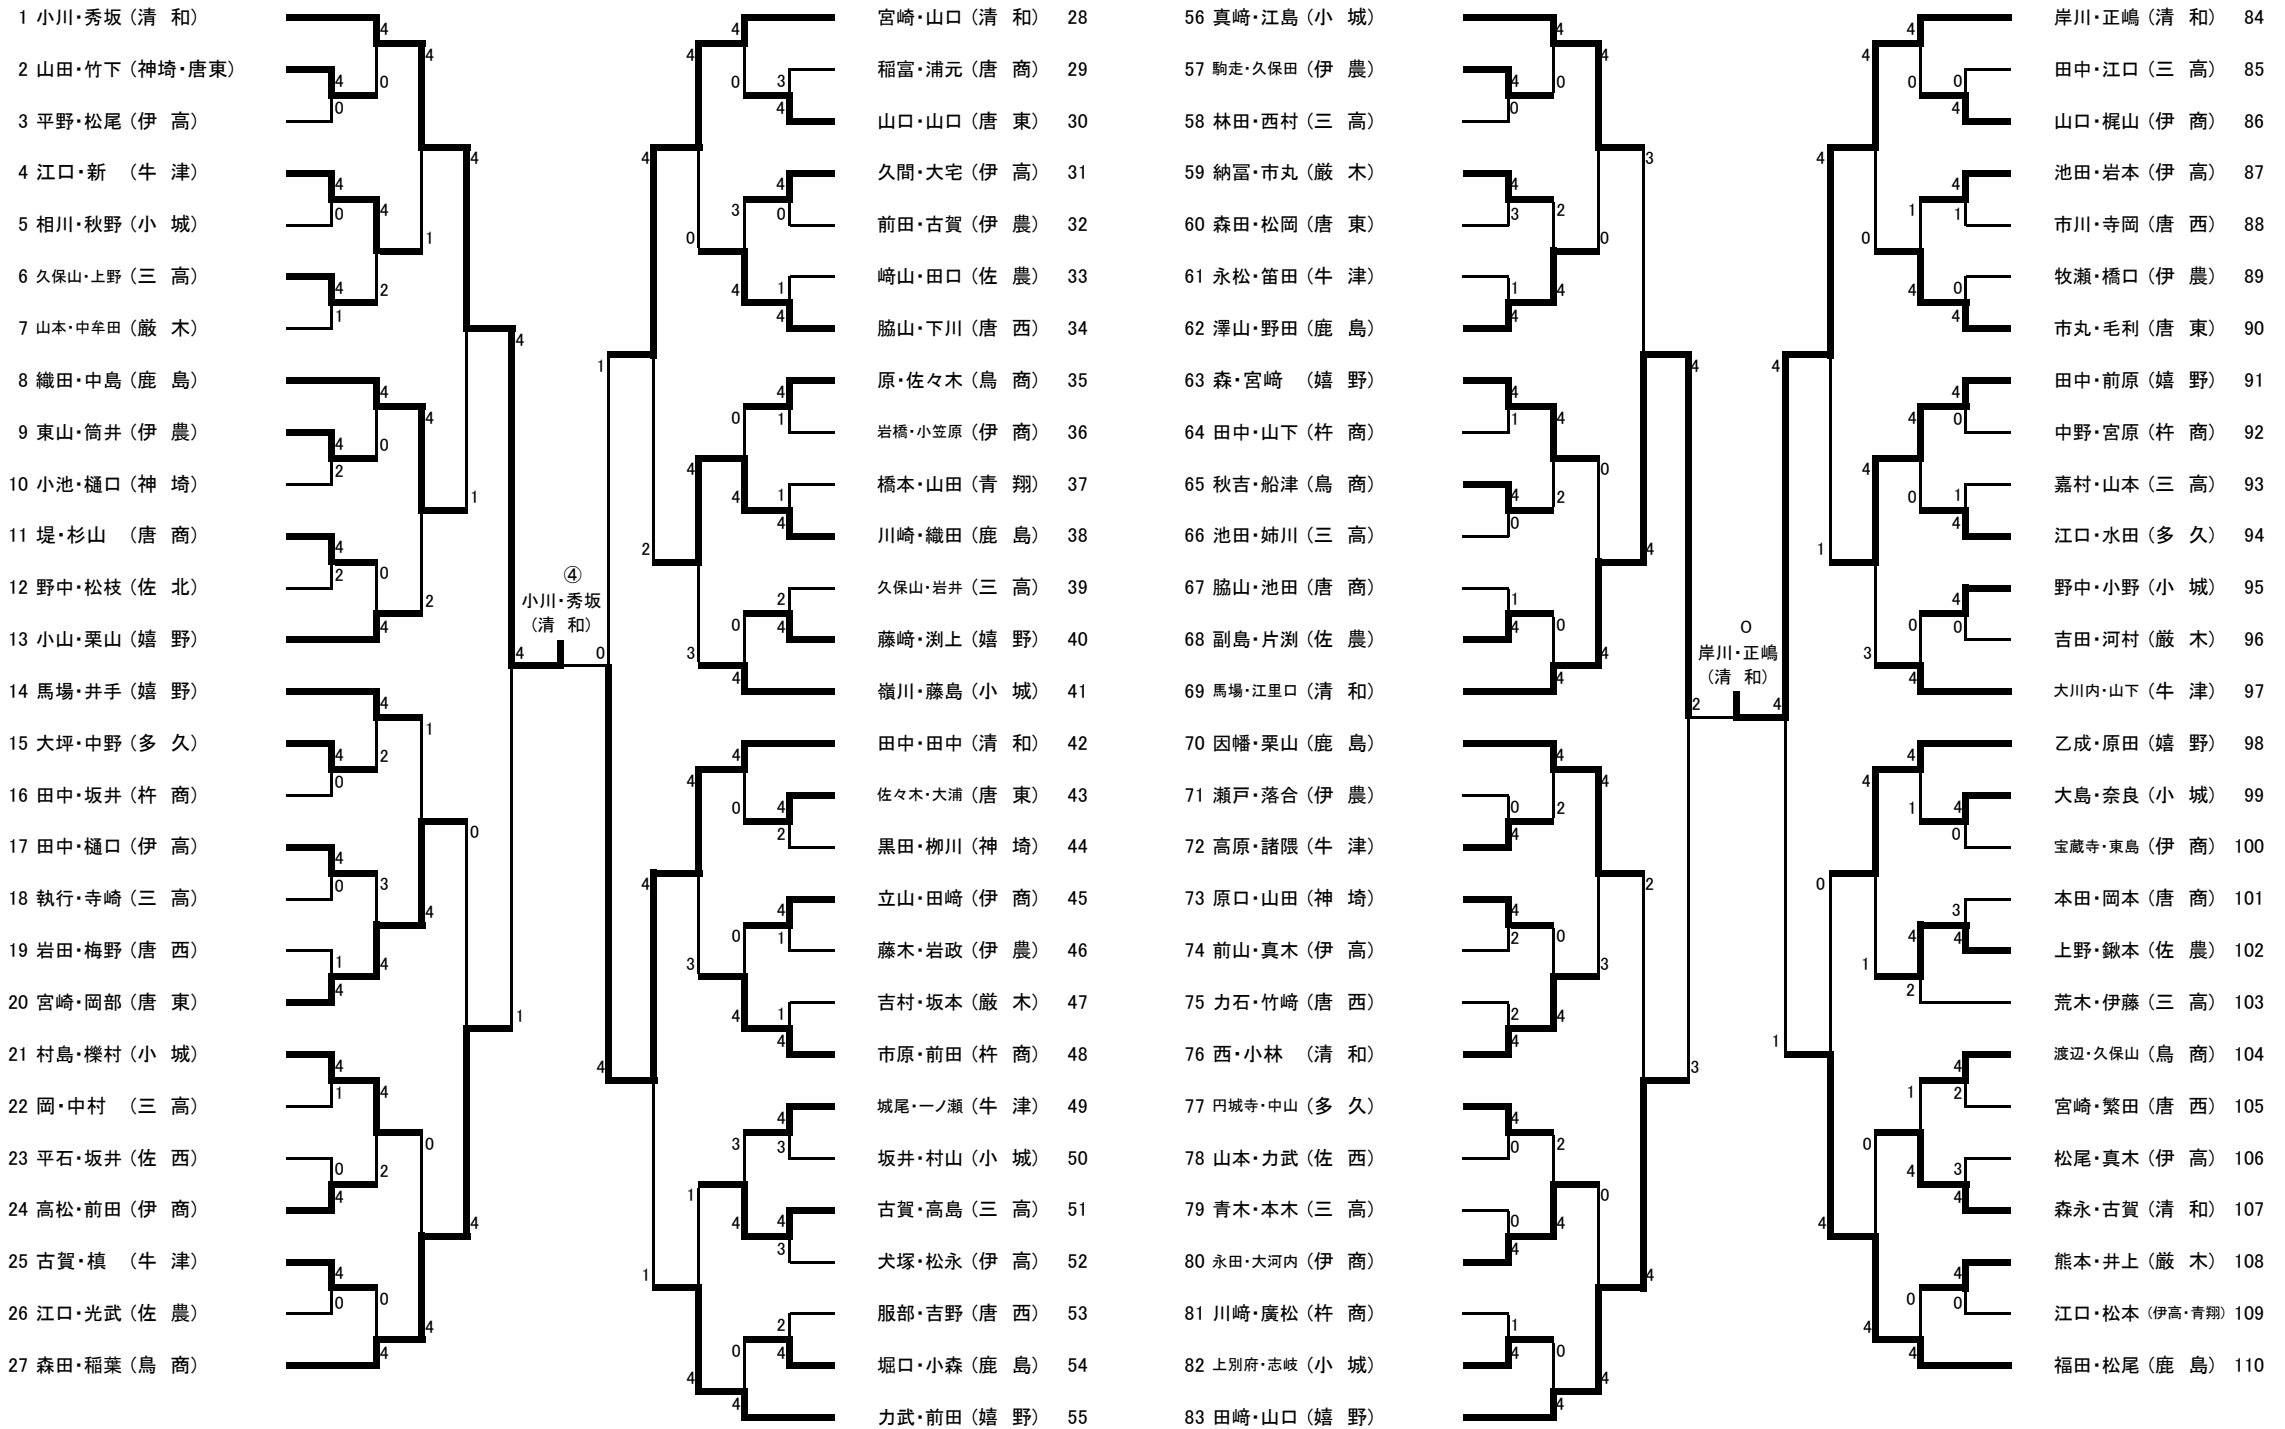 1 小川・秀坂 (清 和)
2 山田・竹下 (神埼・唐東)
3 平野・松尾 (伊 高)
4 江口・新 (牛 津)
5 相川・秋野 (小 城)
6 久保山・上野 (三 高)
7 山本・中牟田 (厳 木)
8 織田・中島 (鹿 島)
9 東山・筒井 (伊 農)
10 小池・樋口 (神 埼)
11 堤・杉山 (唐 商)
12 野中・松枝 (佐 北)
13 小山・栗山 (嬉 野)
14 馬場・井手 (嬉 野)
15 大坪・中野 (多 久)
16 田中・坂井 (杵 商)
17 田中・樋口 (伊 高)
18 執行・寺崎 (三 高)
19 岩田・梅野 (唐 西)
20 宮崎・岡部 (唐 東)
21 村島・櫟村 (小 城)
22 岡・中村 (三 高)
23 平石・坂井 (佐 西)
24 高松・前田 (伊 商)
25 古賀・槙 (牛 津)
26 江口・光武 (佐 農)
27 森田・稲葉 (鳥 商)
④
小川・秀坂
(清 和)
4 0
宮崎・山口 (清 和) 28
稲富・浦元 (唐 商) 29
山口・山口 (唐 東) 30
久間・大宅 (伊 高) 31
前田・古賀 (伊 農) 32
﨑山・田口 (佐 農) 33
脇山・下川 (唐 西) 34
原・佐々木 (鳥 商) 35
岩橋・小笠原 (伊 商) 36
橋本・山田 (青 翔) 37
川崎・織田 (鹿 島) 38
久保山・岩井 (三 高) 39
藤﨑・渕上 (嬉 野) 40
嶺川・藤島 (小 城) 41
田中・田中 (清 和) 42
佐々木・大浦 (唐 東) 43
黒田・栁川 (神 埼) 44
立山・田﨑 (伊 商) 45
藤木・岩政 (伊 農) 46
吉村・坂本 (厳 木) 47
市原・前田 (杵 商) 48
城尾・一ノ瀬 (牛 津) 49
坂井・村山 (小 城) 50
古賀・高島 (三 高) 51
犬塚・松永 (伊 高) 52
服部・吉野 (唐 西) 53
堀口・小森 (鹿 島) 54
力武・前田 (嬉 野) 55
56 真﨑・江島 (小 城)
57 駒走・久保田 (伊 農)
58 林田・西村 (三 高)
59 納冨・市丸 (厳 木)
60 森田・松岡 (唐 東)
61 永松・笛田 (牛 津)
62 澤山・野田 (鹿 島)
63 森・宮﨑 (嬉 野)
64 田中・山下 (杵 商)
65 秋吉・船津 (鳥 商)
66 池田・姉川 (三 高)
67 脇山・池田 (唐 商)
68 副島・片渕 (佐 農)
69 馬場・江里口 (清 和)
70 因幡・栗山 (鹿 島)
71 瀬戸・落合 (伊 農)
72 高原・諸隈 (牛 津)
73 原口・山田 (神 埼)
74 前山・真木 (伊 高)
75 力石・竹﨑 (唐 西)
76 西・小林 (清 和)
77 円城寺・中山 (多 久)
78 山本・力武 (佐 西)
79 青木・本木 (三 高)
80 永田・大河内 (伊 商)
81 川﨑・廣松 (杵 商)
82 上別府・志岐 (小 城)
83 田﨑・山口 (嬉 野)
0
岸川・正嶋
(清 和)
2 4
岸川・正嶋 (清 和) 84
田中・江口 (三 高) 85
山口・梶山 (伊 商) 86
池田・岩本 (伊 高) 87
市川・寺岡 (唐 西) 88
牧瀬・橋口 (伊 農) 89
市丸・毛利 (唐 東) 90
田中・前原 (嬉 野) 91
中野・宮原 (杵 商) 92
嘉村・山本 (三 高) 93
江口・水田 (多 久) 94
野中・小野 (小 城) 95
吉田・河村 (厳 木) 96
大川内・山下 (牛 津) 97
乙成・原田 (嬉 野) 98
大島・奈良 (小 城) 99
宝蔵寺・東島 (伊 商) 100
本田・岡本 (唐 商) 101
上野・鍬本 (佐 農) 102
荒木・伊藤 (三 高) 103
渡辺・久保山 (鳥 商) 104
宮崎・繁田 (唐 西) 105
松尾・真木 (伊 高) 106
森永・古賀 (清 和) 107
熊本・井上 (厳 木) 108
江口・松本 (伊高・青翔) 109
福田・松尾 (鹿 島) 110